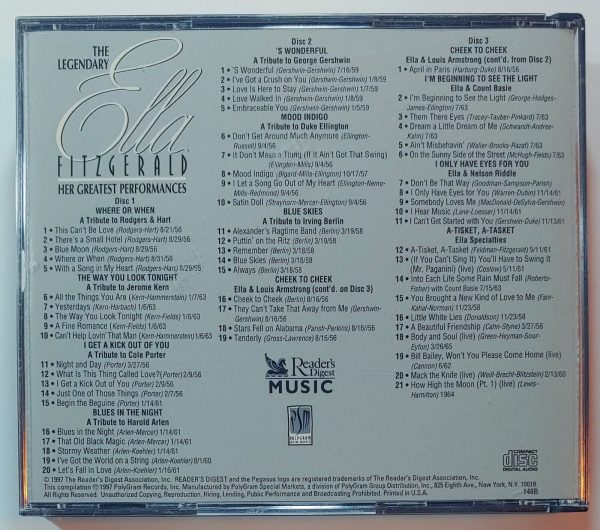 THE
LEGENDARY
Ella
FITZGERALD
HER GREATEST PERFORMANCES
Disc 1
WHERE OR WHEN
A Tribute to Rodgers & Hart
1 • This Can't Be Love (Rodgers-Hart) 8/21/56
2 • There's a Small Hotel (Rodgers-Hart) 8/29/56
3 • Blue Moon (Rodgers-Hart) 8/29/56
4 • Where or When (Rodgers-Hart) 8/31/56
5 • With a Song in My Heart (Rodgers-Hart) 8/29/56
THE WAY YOU LOOK TONIGHT
A Tribute to Jerome Kern
6 • All the Things You Are (Kern-Hammerstein) 1/7/63
7 • Yesterdays (Kern-Harbach) 1/6/63
8 • The Way You Look Tonight (Kern-Fields) 1/6/63
9 • A Fine Romance (Kern-Fields) 1/6/63
10 • Can't Help Lovin' That Man (Kern-Hammerstein) 1/6/63
I GET A KICK OUT OF YOU
A Tribute to Cole Porter
11 • Night and Day (Porter) 3/27/56
12 • What Is This Thing Called Love? (Porter) 2/9/56
13 • I Get a Kick Out of You (Porter) 2/9/56
14 • Just One of Those Things (Porter) 2/7/56
15 • Begin the Beguine (Porter) 1/14/61
BLUES IN THE NIGHT
A Tribute to Harold Arlen
16 • Blues in the Night (Arlen-Mercer) 1/14/61
17 • That Old Black Magic (Arlen-Mercer) 1/14/61
18 • Stormy Weather (Arlen-Koehler) 1/14/61
19 • I've Got the World on a String (Arlen-Koehler) 8/1/60
20 • Let's Fall in Love (Arlen-Koehler) 1/16/61
Disc 2
'S WONDERFUL
A Tribute to George Gershwin
1 • 'S Wonderful (Gershwin-Gershwin) 7/16/59
2 • I've Got a Crush on You (Gershwin-Gershwin) 1/8/59
3 • Love Is Here to Stay (Gershwin-Gershwin) 1/7/59
4 • Love Walked In (Gershwin-Gershwin) 1/8/59
5 • Embraceable You (Gershwin-Gershwin) 1/5/59
MOOD INDIGO
A Tribute to Duke Ellington
6 • Don't Get Around Much Anymore (Ellington-
Russell) 9/4/56
7 • It Don't Mean a Thing (If It Ain't Got That Swing)
(Ellington-Mills) 9/4/56
8 • Mood Indigo (Bigard-Mills-Ellington) 10/17/57
9 • I Let a Song Go Out of My Heart (Ellington-Nemo-
Mills-Redmond) 9/4/56
10 • Satin Doll (Strayhorn-Mercer-Ellington) 9/4/56
BLUE SKIES
A Tribute to Irving Berlin
11 • Alexander's Ragtime Band (Berlin) 3/19/58
12 • Puttin' on the Ritz (Berlin) 3/19/58
13 • Remember (Berlin) 3/18/58
14 • Blue Skies (Berlin) 3/18/58
15 • Always (Berlin) 3/18/58
CHEEK TO CHEEK
Ella & Louis Armstrong (cont'd. on Disc 3)
16 • Cheek to Cheek (Berlin) 8/16/56
17 • They Can't Take That Away from Me (Gershwin-
Gershwin) 8/16/56
18 • Stars Fell on Alabama (Parish-Perkins) 8/16/56
19 • Tenderly (Gross-Lawrence) 8/16/56
Reader's
Digest
MUSIC
PSM
POLYGRAM
Disc 3
CHEEK TO CHEEK
Ella & Louis Armstrong (cont'd. from Disc 2)
1 • April in Paris (Harburg-Duke) 8/16/56
I'M BEGINNING TO SEE THE LIGHT
Ella & Count Basie
2 • I'm Beginning to See the Light (George-Hodges-
James-Ellington) 7/63
3 • Them There Eyes (Tracey-Tauber-Pinkard) 7/63
4 • Dream a Little Dream of Me (Schwandt-Andree-
Kahn) 7/63
5 • Ain't Misbehavin' (Waller-Brooks-Razaf) 7/63
6 • On the Sunny Side of the Street (McHugh-Fields) 7/63
I ONLY HAVE EYES FOR YOU
Ella & Nelson Riddle
7 • Don't Be That Way (Goodman-Sampson-Parish)
8 • I Only Have Eyes for You (Warren-Dubin) 11/14/61
9 • Somebody Loves Me (MacDonald-DeSylva-Gershwin)
10 • I Hear Music (Lane-Loesser) 11/14/61
11 • I Can't Get Started with You (Gershwin-Duke) 11/13/61
A-TISKET, A-TASKET
Ella Specialties
12 • A-Tisket, A-Tasket (Feldman-Fitzgerald) 5/11/61
13 • (If You Can't Sing It) You'll Have to Swing It
(Mr. Paganini) (live) (Coslow) 5/11/61
14 • Into Each Life Some Rain Must Fall (Roberts-
Fisher) with Count Basie 7/15/63
15 • You Brought a New Kind of Love to Me (Fain-
Kahal-Norman) 11/23/58
16 • Little White Lies (Donaldson) 11/23/58
17 • A Beautiful Friendship (Cahn-Styne) 3/27/56
18 • Body and Soul (live) (Green-Heyman-Sour-
Eyton) 3/26/65
19 • Bill Bailey, Won't You Please Come Home (live)
(Cannon) 6/62
20 • Mack the Knife (live) (Weill-Brecht-Blitzstein) 2/13/60
21 • How High the Moon (Pt. 1) (live) (Lewis-
Hamilton) 1964
COMPACT
disc
DIGITAL AUDIO
148B
© 1997 The Reader's Digest Association, Inc. READER'S DIGEST and the Pegasus logo are registered trademarks of The Reader's Digest Association, Inc.
This compilation ℗ 1997 PolyGram Records, Inc. Manufactured by PolyGram Special Markets, a division of PolyGram Group Distribution, Inc., 825 Eighth Ave., New York, N.Y. 10019.
All Rights Reserved. Unauthorized Copying, Reproduction, Hiring, Lending, Public Performance and Broadcasting Prohibited. Printed in U.S.A.